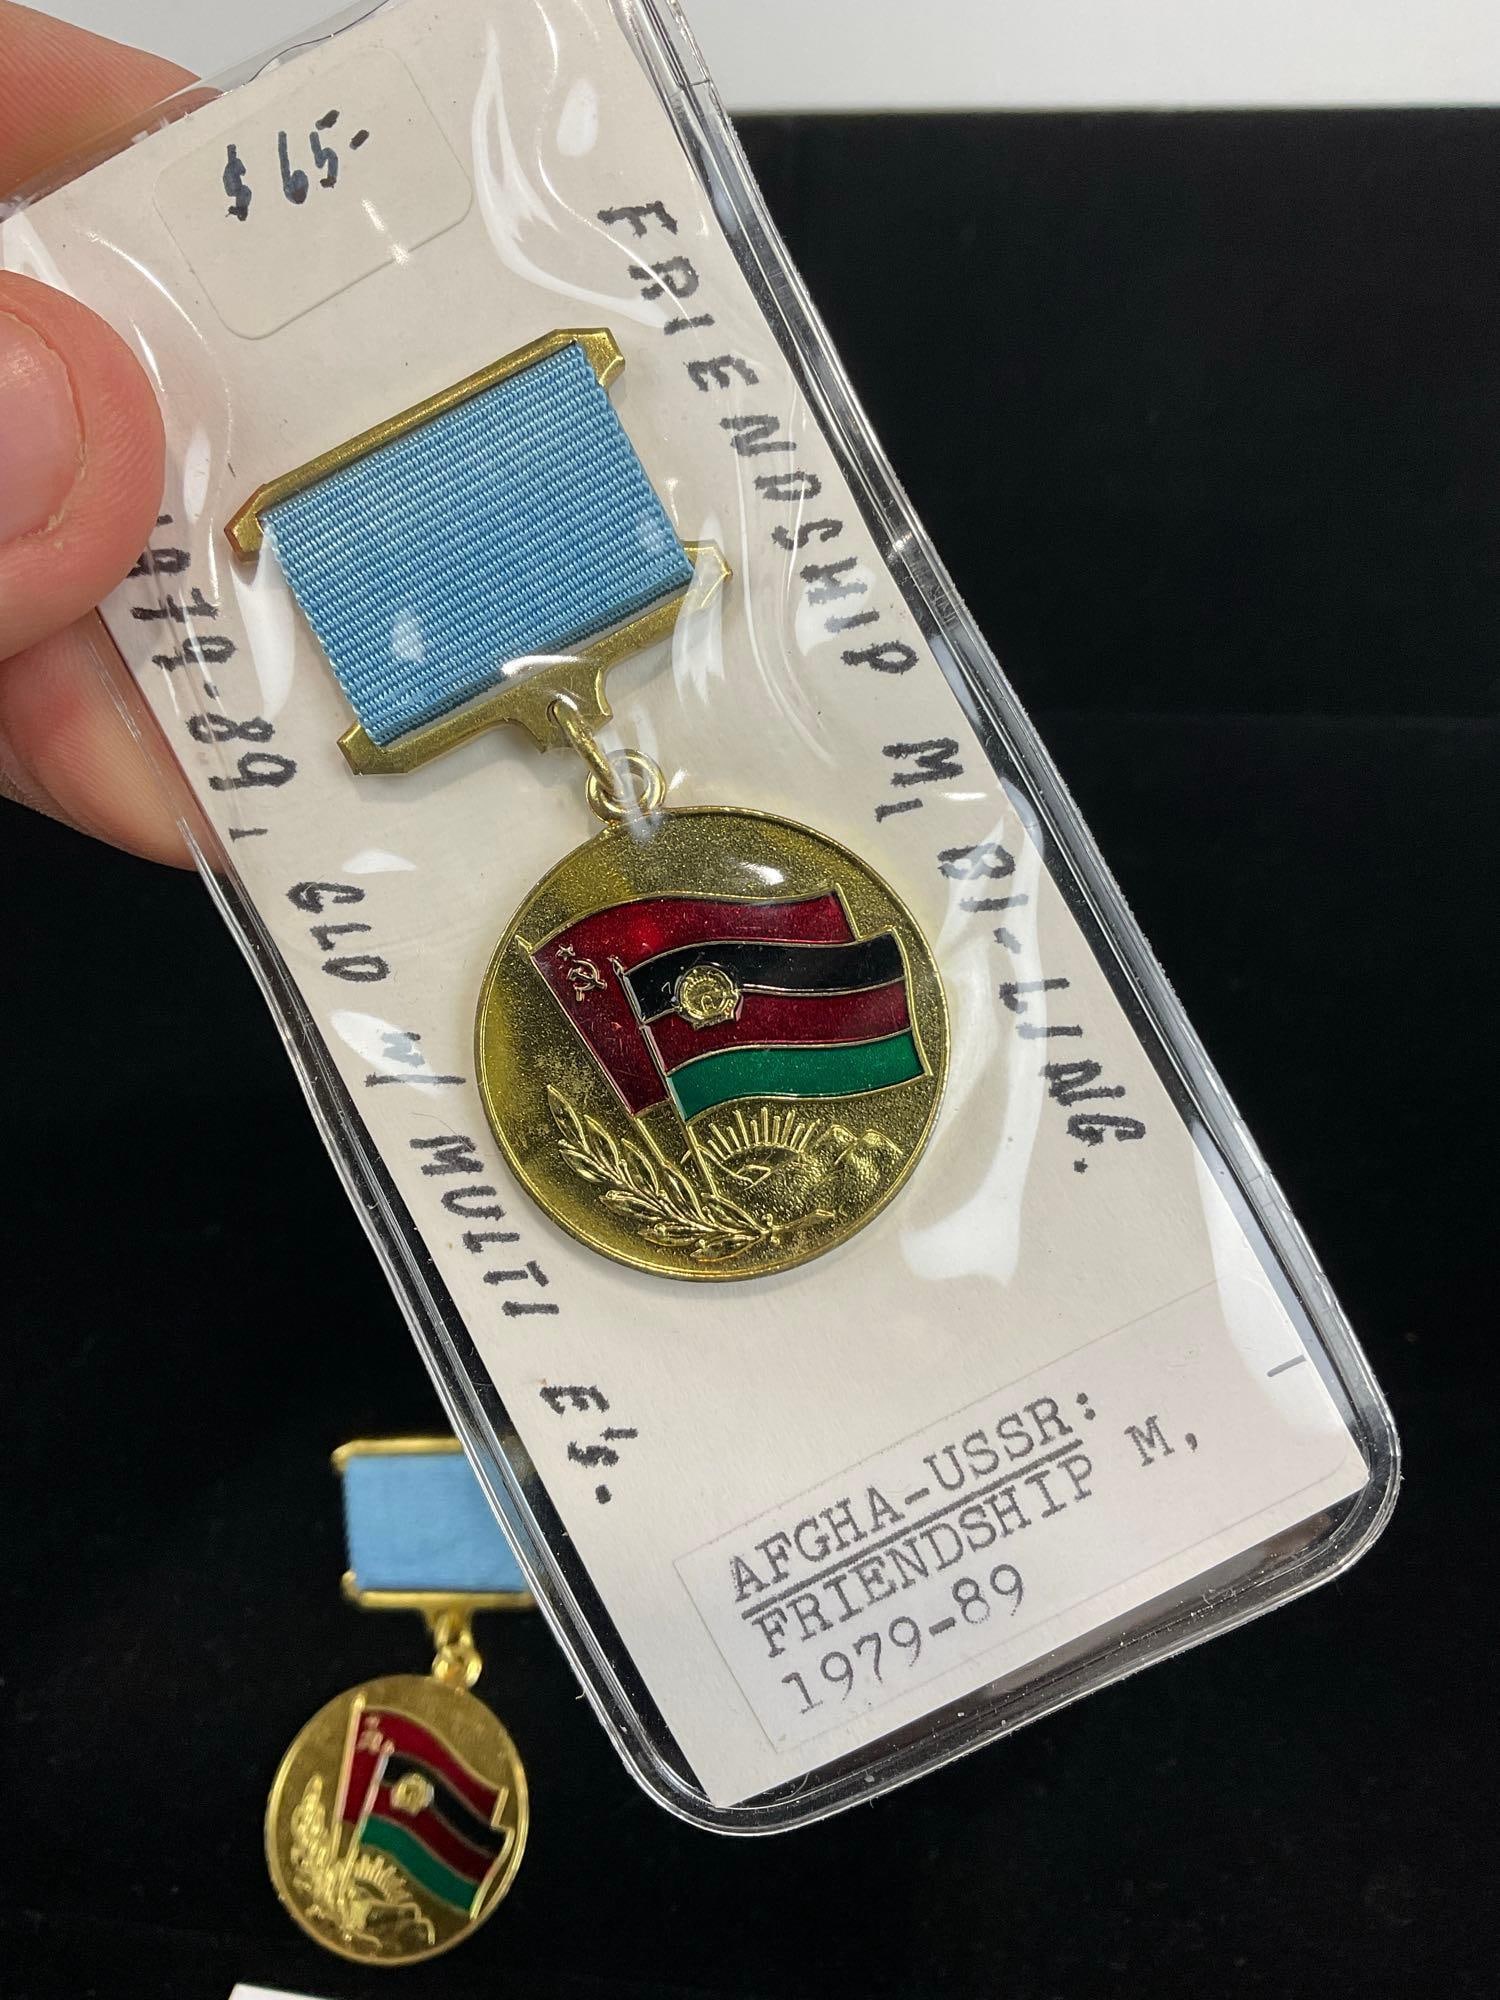 $65-
FRIENDSHIP M, BI-LING.
1979-89, GLD W/ MULTI E's.
AFGHA-USSR:
FRIENDSHIP M,
1979-89